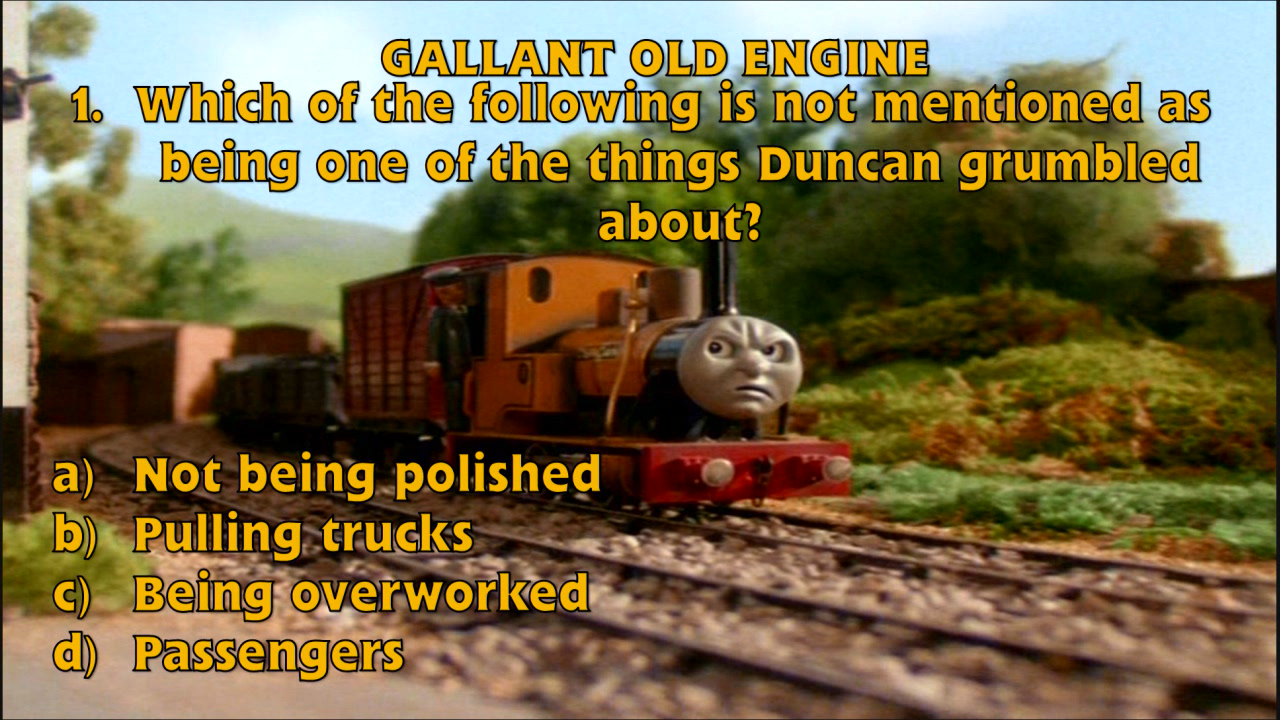 GALLANT OLD ENGINE
1. Which of the following is not mentioned as
being one of the things Duncan grumbled
about?
a) Not being polished
b) Pulling trucks
c) Being overworked
d) Passengers